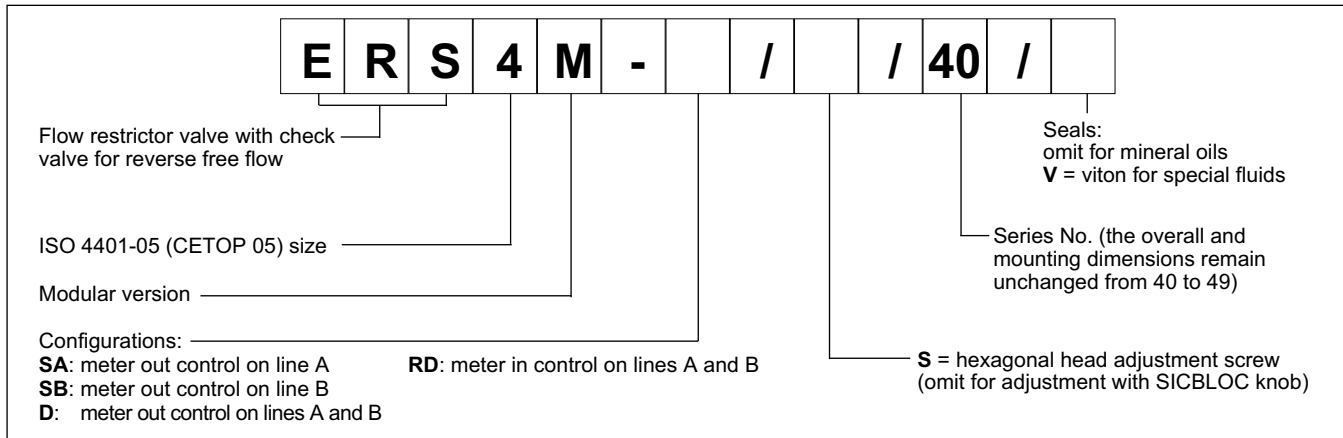 E R S 4 M - / / 40 /
Flow restrictor valve with check
valve for reverse free flow
Seals:
omit for mineral oils
V = viton for special fluids
ISO 4401-05 (CETOP 05) size
Series No. (the overall and
mounting dimensions remain
unchanged from 40 to 49)
Modular version
Configurations:
SA: meter out control on line A
SB: meter out control on line B
D: meter out control on lines A and B
RD: meter in control on lines A and B
S = hexagonal head adjustment screw
(omit for adjustment with SICBLOC knob)